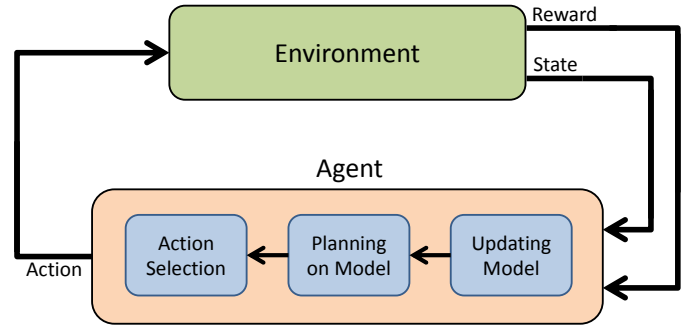 Reward
Environment
State
Agent
Action
Selection
Planning
on Model
Updating
Model
Action